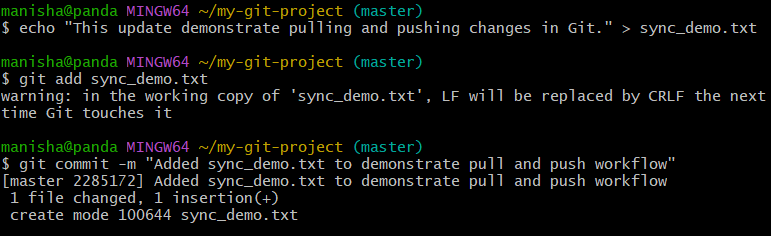 manisha@panda MINGW64 ~/my-git-project (master)
$ echo "This update demonstrate pulling and pushing changes in Git." > sync_demo.txt
manisha@panda MINGW64 ~/my-git-project (master)
$ git add sync_demo.txt
warning: in the working copy of 'sync_demo.txt', LF will be replaced by CRLF the next
time Git touches it
manisha@panda MINGW64 ~/my-git-project (master)
$ git commit -m "Added sync_demo.txt to demonstrate pull and push workflow"
[master 2285172] Added sync_demo.txt to demonstrate pull and push workflow
 1 file changed, 1 insertion(+)
 create mode 100644 sync_demo.txt